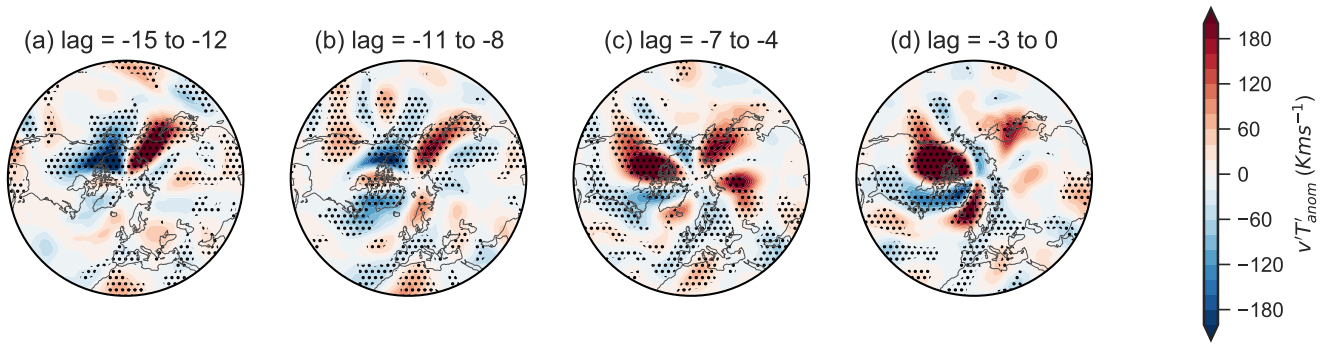 (a) lag = -15 to -12
(b) lag = -11 to -8
(c) lag = -7 to -4
(d) lag = -3 to 0
180
120
60
0
−60
−120
−180
v′T′anom (Kms⁻¹)